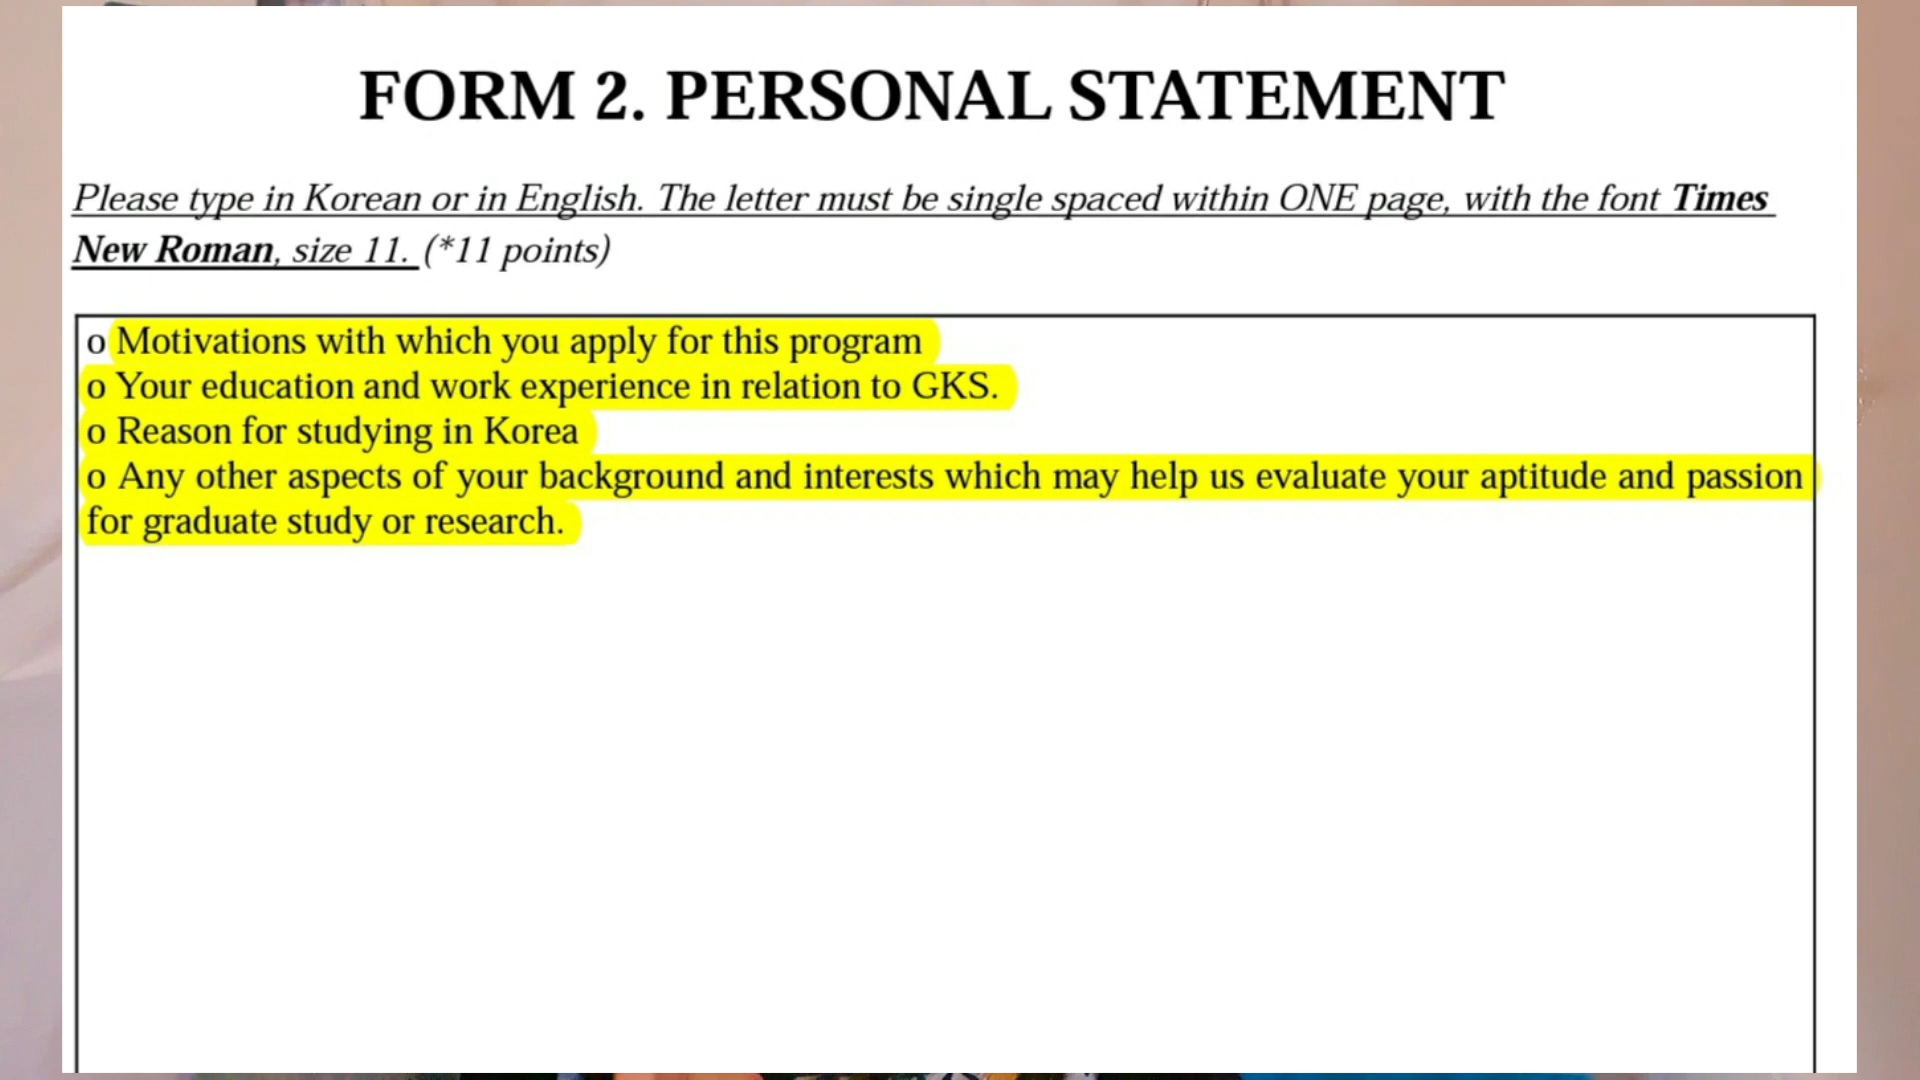 FORM 2. PERSONAL STATEMENT
Please type in Korean or in English. The letter must be single spaced within ONE page, with the font Times
New Roman, size 11. (*11 points)
o Motivations with which you apply for this program
o Your education and work experience in relation to GKS.
o Reason for studying in Korea
o Any other aspects of your background and interests which may help us evaluate your aptitude and passion
for graduate study or research.